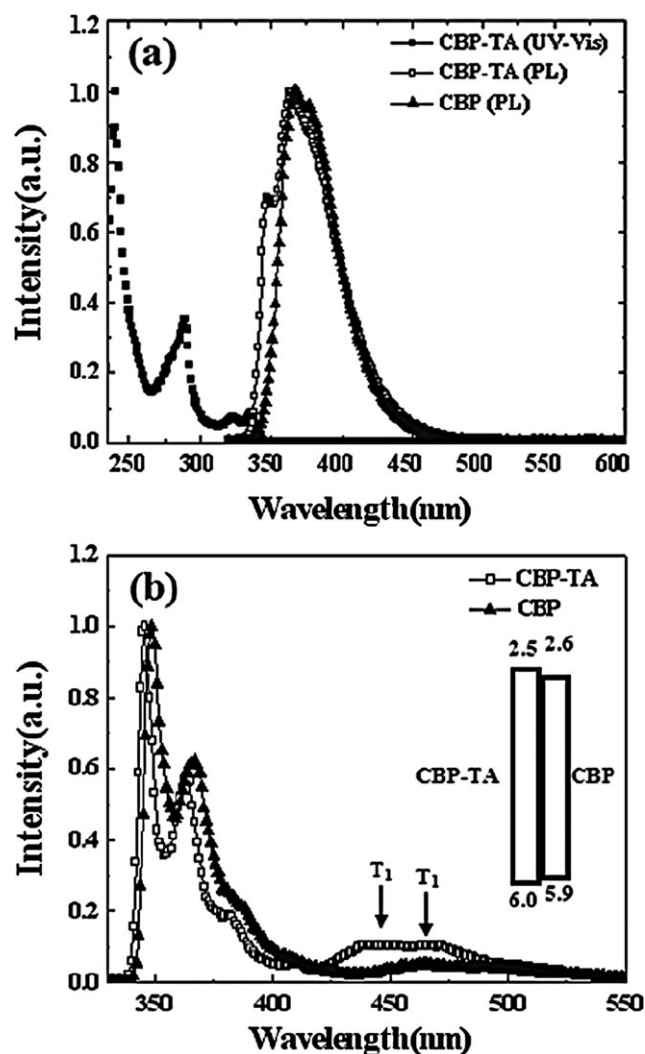 1.2
(a)
CBP-TA (UV-Vis)
CBP-TA (PL)
CBP (PL)
1.0
0.8
0.6
0.4
0.2
0.0
Intensity(a.u.)
250 290 350 400 450 500 550 600
Wavelength(nm)
1.2
(b)
CBP-TA
CBP
1.0
0.8
0.6
0.4
0.2
0.0
Intensity(a.u.)
2.5 2.6
CBP-TA CBP
6.0 5.9
T1 T1
350 400 450 500 550
Wavelength(nm)